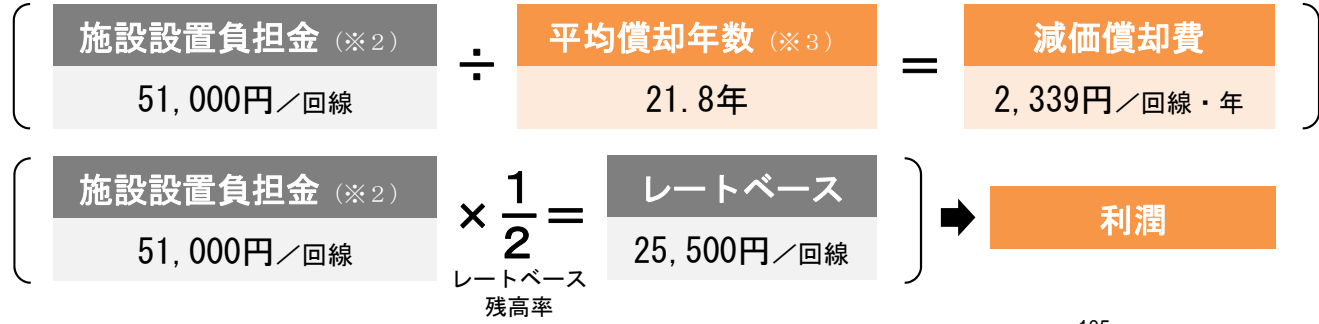 施設設置負担金（※２） ÷ 平均償却年数（※３） ＝ 減価償却費
51,000円／回線 21.8年 2,339円／回線・年
施設設置負担金（※２） × 1/2 ＝ レートベース ➡ 利潤
51,000円／回線 25,500円／回線
レートベース
残高率